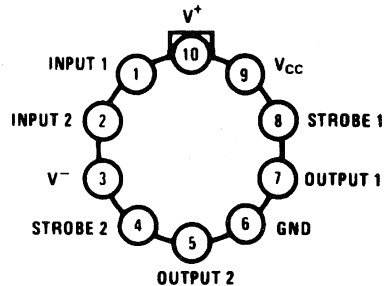 V⁺
10
INPUT 1
1
9
VCC
INPUT 2
2
8
STROBE 1
V⁻
3
7
OUTPUT 1
STROBE 2
4
6
GND
5
OUTPUT 2